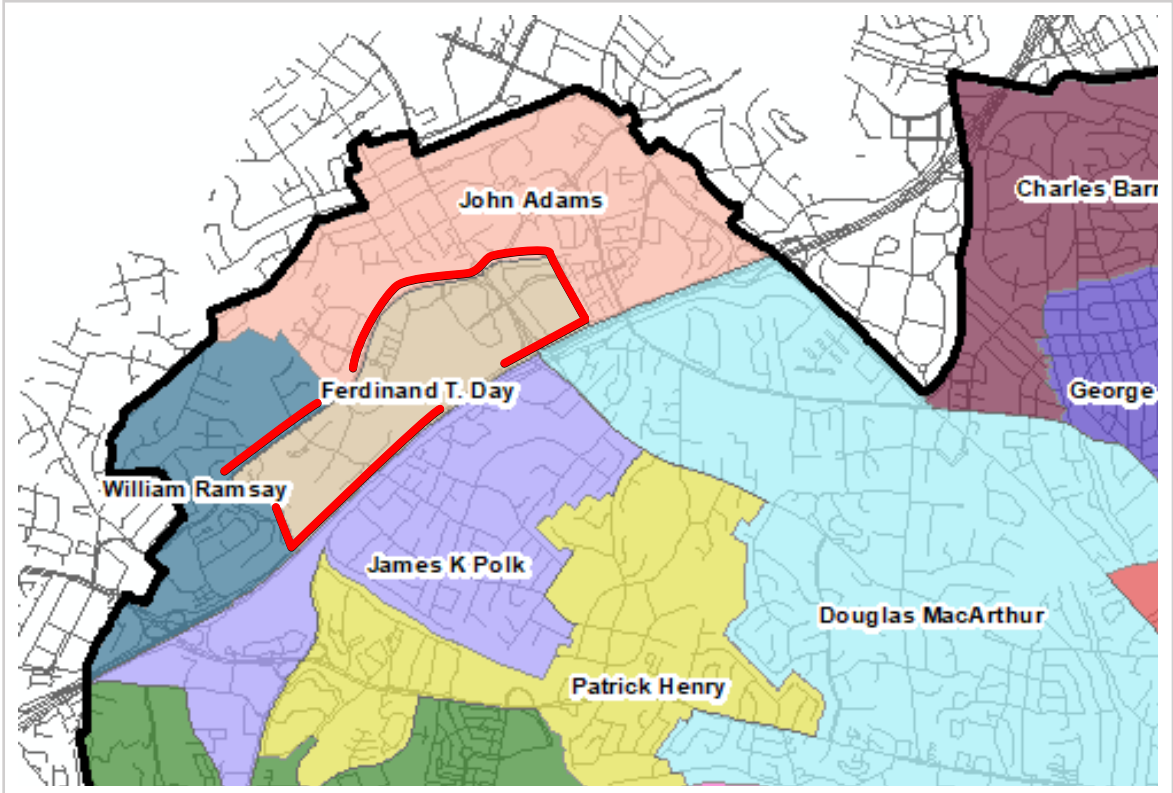 John Adams
Charles Barr
Ferdinand T. Day
George
William Ramsay
James K Polk
Douglas MacArthur
Patrick Henry